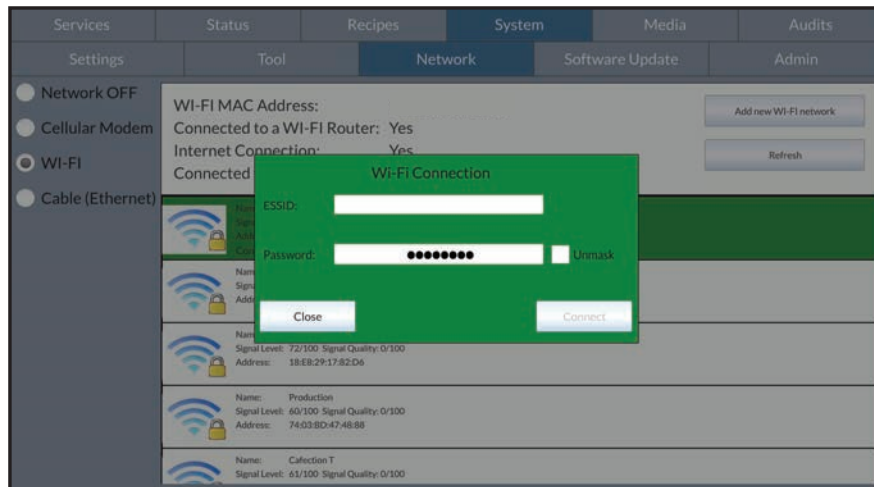 Services Status Recipes System Media Audits
Settings Tool Network Software Update Admin
Network OFF
Cellular Modem
WI-FI
Cable (Ethernet)
WI-FI MAC Address:
Connected to a WI-FI Router: Yes
Internet Connection: Yes
Connected
Add new WI-FI network
Refresh
Wi-Fi Connection
ESSID:
Password: ●●●●●●●● Unmask
Close Connect
Signal Level: 72/100 Signal Quality: 0/100
Address: 18:E8:29:17:82:D6
Name: Production
Signal Level: 60/100 Signal Quality: 0/100
Address: 74:03:BD:47:48:88
Name: Cafection T
Signal Level: 61/100 Signal Quality: 0/100